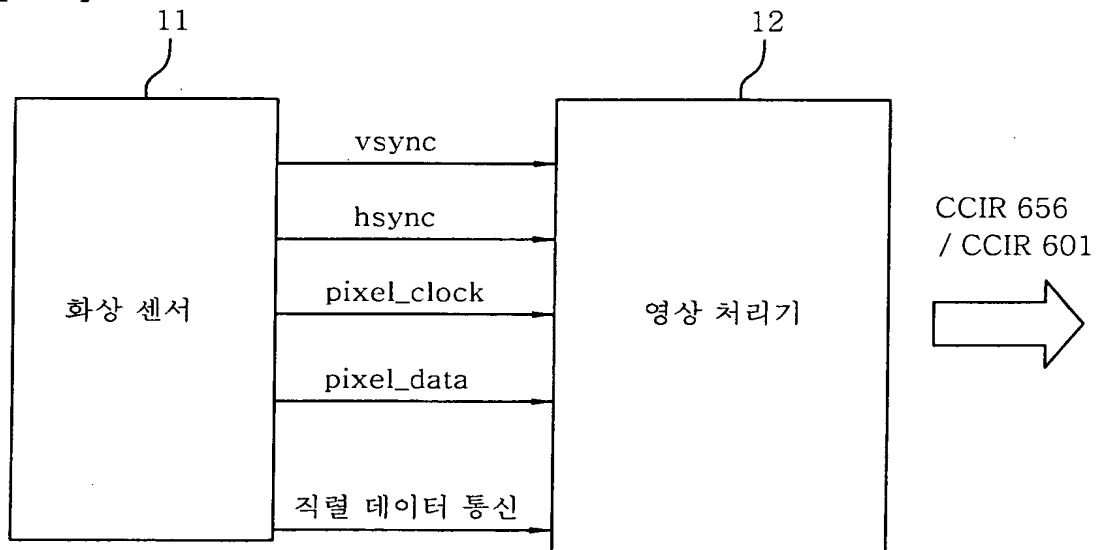 11
12
vsync
hsync
pixel_clock
pixel_data
직렬 데이터 통신
화상 센서
영상 처리기
CCIR 656
/ CCIR 601